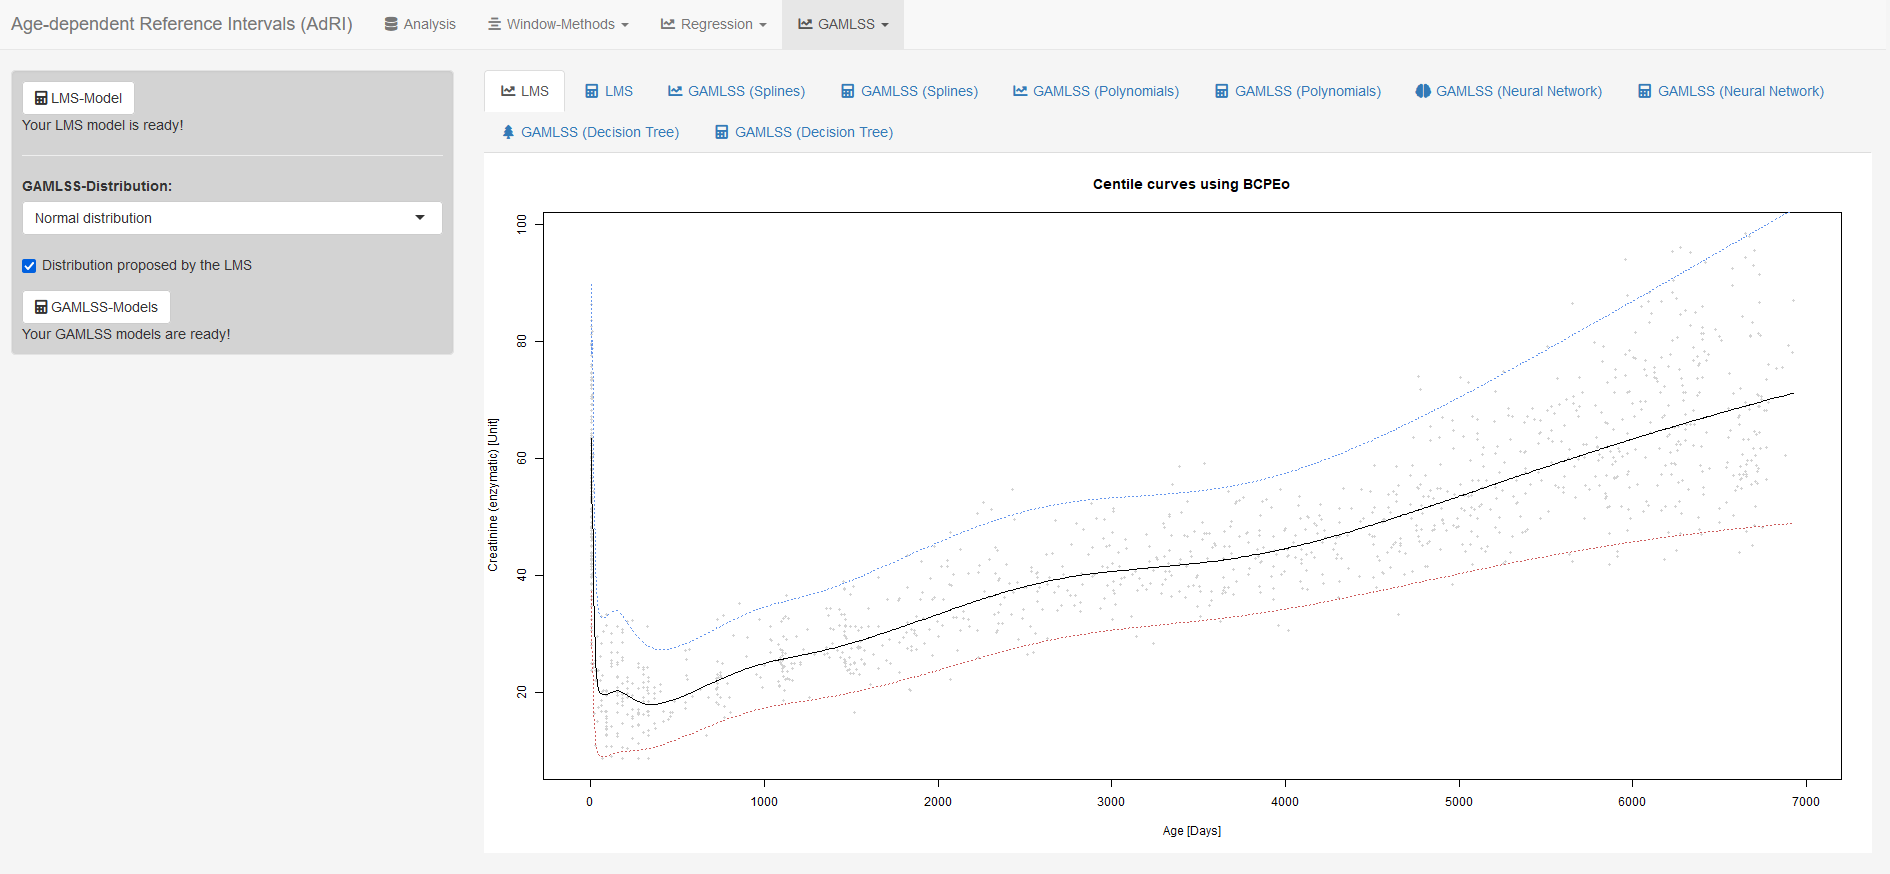 Age-dependent Reference Intervals (AdRI) Analysis Window-Methods Regression GAMLSS
LMS-Model
Your LMS model is ready!
GAMLSS-Distribution:
Normal distribution
Distribution proposed by the LMS
GAMLSS-Models
Your GAMLSS models are ready!
LMS LMS GAMLSS (Splines) GAMLSS (Splines) GAMLSS (Polynomials) GAMLSS (Polynomials) GAMLSS (Neural Network) GAMLSS (Neural Network)
GAMLSS (Decision Tree) GAMLSS (Decision Tree)
Centile curves using BCPEo
Creatinine (enzymatic) [Unit]
100
80
60
40
20
0 1000 2000 3000 4000 5000 6000 7000
Age [Days]